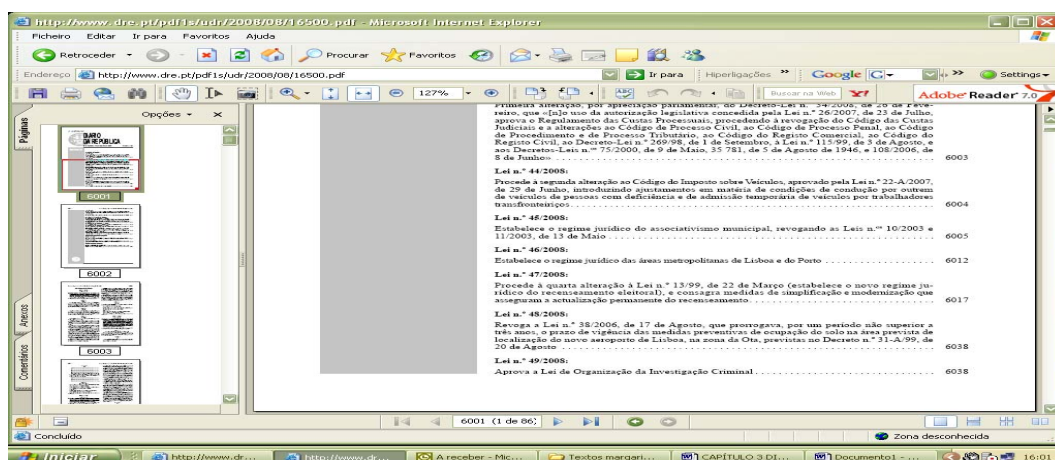 http://www.dre.pt/pdf1s/udr/2008/08/16500.pdf - Microsoft Internet Explorer
Ficheiro Editar Ir para Favoritos Ajuda
Retroceder Procurar Favoritos
Endereço http://www.dre.pt/pdf1s/udr/2008/08/16500.pdf Ir para Hiperligações » Google G Settings
127% Buscar na Web Y! Adobe Reader 7.0
Páginas
Opções
DIÁRIO
DA REPÚBLICA
6001
6002
6003
Anexos
Comentários
Primeira alteração, por apreciação parlamentar, do Decreto-Lei n.º 34/2008, de 26 de Feve-
reiro, que «[n]o uso da autorização legislativa concedida pela Lei n.º 26/2007, de 23 de Julho,
aprova o Regulamento das Custas Processuais, procedendo à revogação do Código das Custas
Judiciais e a alterações ao Código de Processo Civil, ao Código de Processo Penal, ao Código
de Procedimento e de Processo Tributário, ao Código do Registo Comercial, ao Código do
Registo Civil, ao Decreto-Lei n.º 269/98, de 1 de Setembro, à Lei n.º 115/99, de 3 de Agosto, e
aos Decretos-Leis n.os 75/2000, de 9 de Maio, 35 781, de 5 de Agosto de 1946, e 108/2006, de
8 de Junho» 6003
Lei n.º 44/2008:
Procede à segunda alteração ao Código do Imposto sobre Veículos, aprovado pela Lei n.º 22-A/2007,
de 29 de Junho, introduzindo ajustamentos em matéria de condições de condução por outrem
de veículos de pessoas com deficiência e de admissão temporária de veículos por trabalhadores
transfronteiriços 6004
Lei n.º 45/2008:
Estabelece o regime jurídico do associativismo municipal, revogando as Leis n.os 10/2003 e
11/2003, de 13 de Maio 6005
Lei n.º 46/2008:
Estabelece o regime jurídico das áreas metropolitanas de Lisboa e do Porto 6012
Lei n.º 47/2008:
Procede à quarta alteração à Lei n.º 13/99, de 22 de Março (estabelece o novo regime ju-
rídico do recenseamento eleitoral), e consagra medidas de simplificação e modernização que
asseguram a actualização permanente do recenseamento 6017
Lei n.º 48/2008:
Revoga a Lei n.º 38/2006, de 17 de Agosto, que prorrogava, por um período não superior a
três anos, o prazo de vigência das medidas preventivas de ocupação do solo na área prevista de
localização do novo aeroporto de Lisboa, na zona da Ota, previstas no Decreto n.º 31-A/99, de
20 de Agosto 6038
Lei n.º 49/2008:
Aprova a Lei de Organização da Investigação Criminal 6038
6001 (1 de 86)
Concluído Zona desconhecida
Iniciar http://www.dr... http://www.dr... A receber - Mic... Textos margari... CAPÍTULO 3 DI... Documento1 - ... 16:01